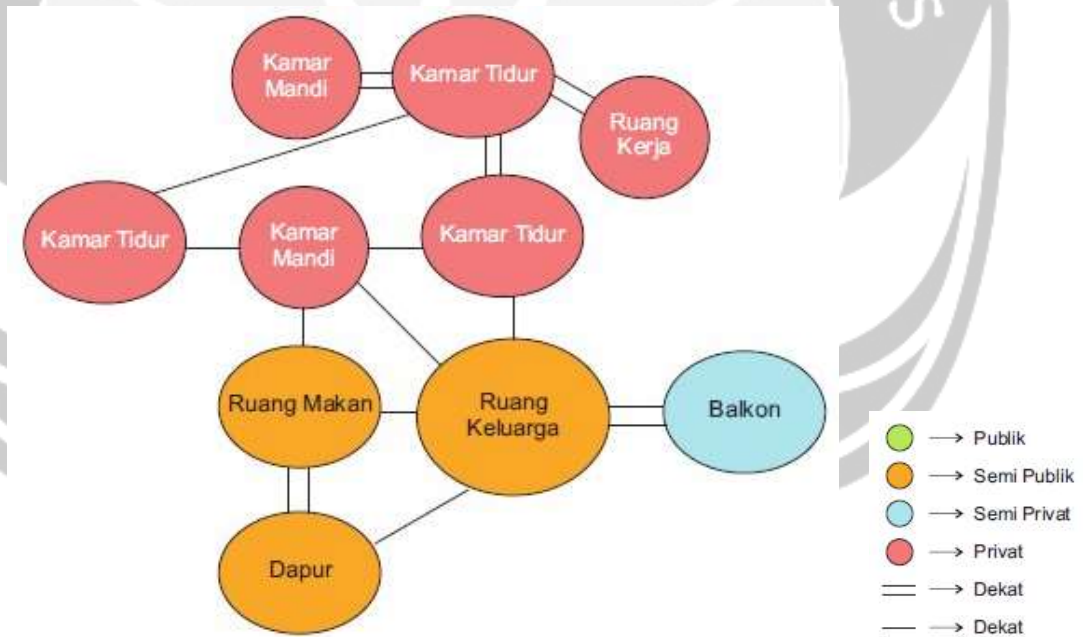 S
Kamar
Mandi
Kamar Tidur
Ruang
Kerja
Kamar Tidur
Kamar
Mandi
Kamar Tidur
Ruang Makan
Ruang
Keluarga
Balkon
Dapur
Publik
Semi Publik
Semi Privat
Privat
Dekat
Dekat